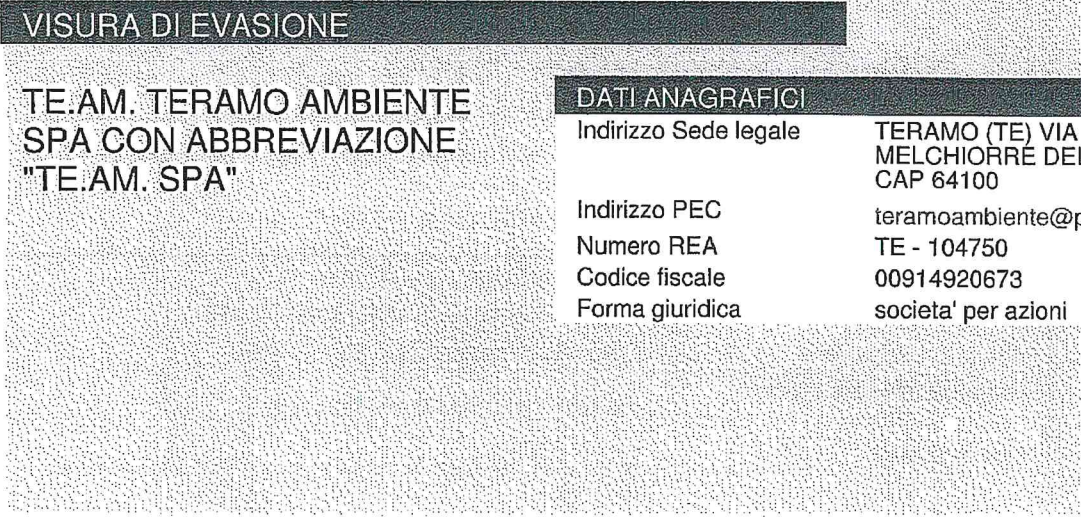 VISURA DI EVASIONE
TE.AM. TERAMO AMBIENTE
SPA CON ABBREVIAZIONE
"TE.AM. SPA"
DATI ANAGRAFICI
Indirizzo Sede legale TERAMO (TE) VIA
MELCHIORRE
CAP 64100
Indirizzo PEC
Numero REA TE - 104750
Codice fiscale 00914920673
Forma giuridica societa' per azioni